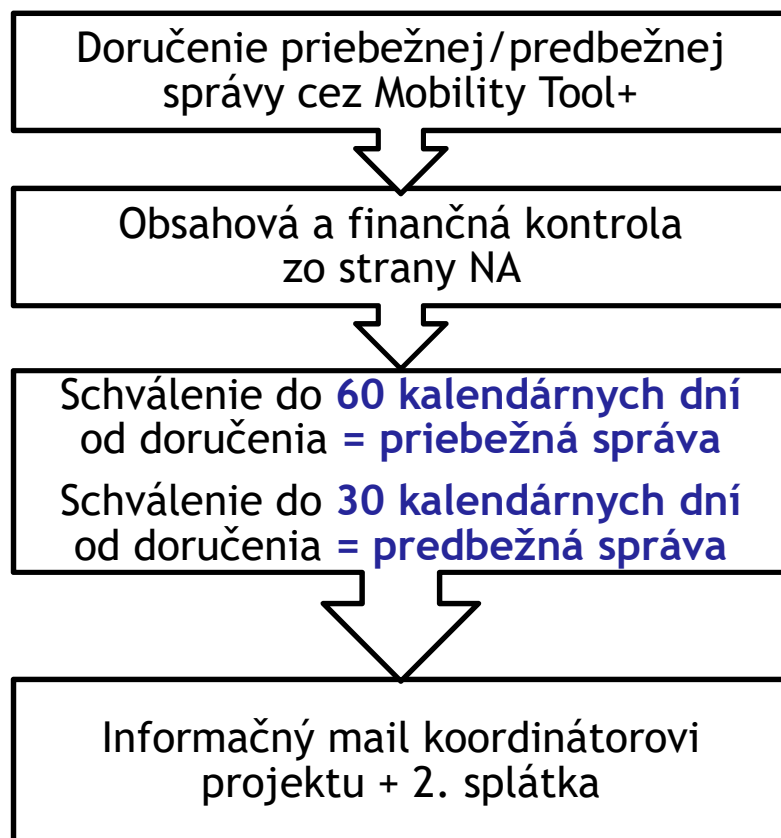 Doručenie priebežnej/predbežnej
správy cez Mobility Tool+
Obsahová a finančná kontrola
zo strany NA
Schválenie do 60 kalendárnych dní
od doručenia = priebežná správa
Schválenie do 30 kalendárnych dní
od doručenia = predbežná správa
Informačný mail koordinátorovi
projektu + 2. splátka